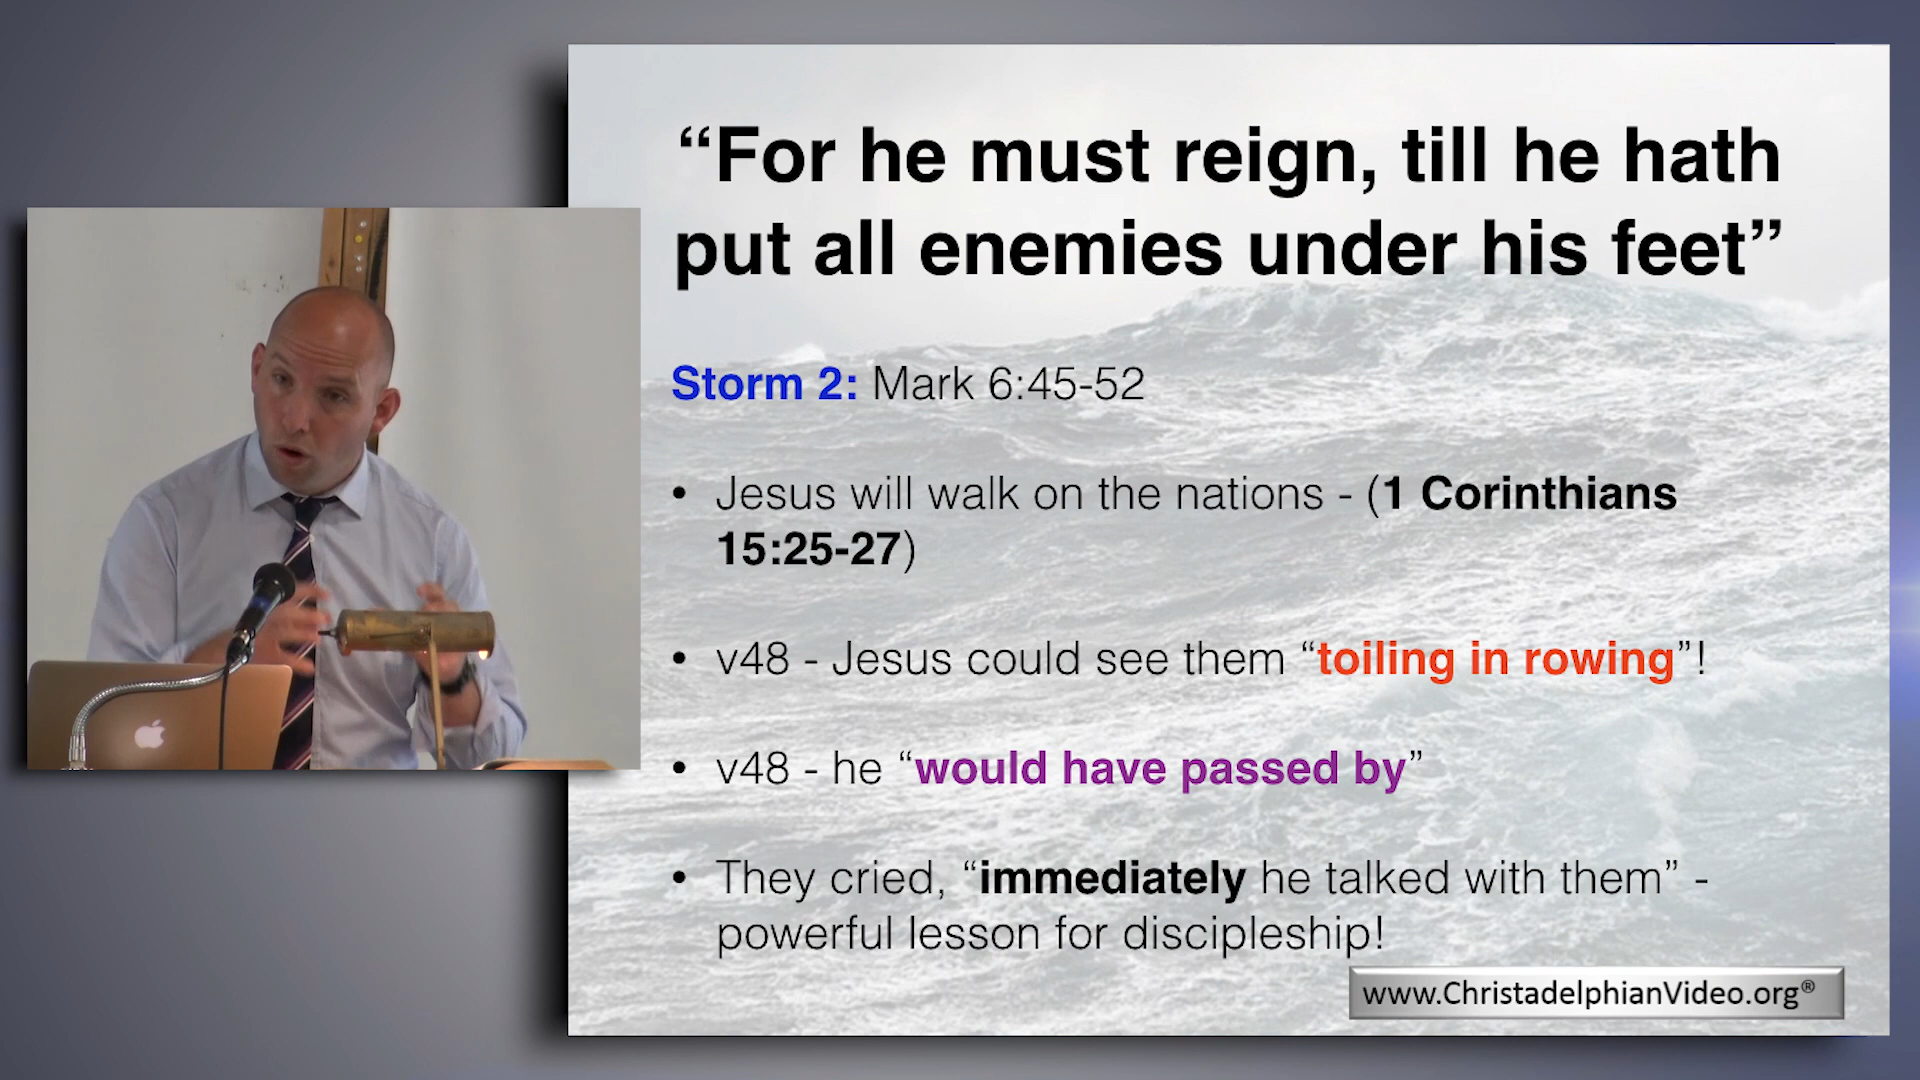 “For he must reign, till he hath
put all enemies under his feet”
Storm 2: Mark 6:45-52
• Jesus will walk on the nations - (1 Corinthians
15:25-27)
• v48 - Jesus could see them “toiling in rowing”!
• v48 - he “would have passed by”
• They cried, “immediately he talked with them” -
powerful lesson for discipleship!
www.ChristadelphianVideo.org®